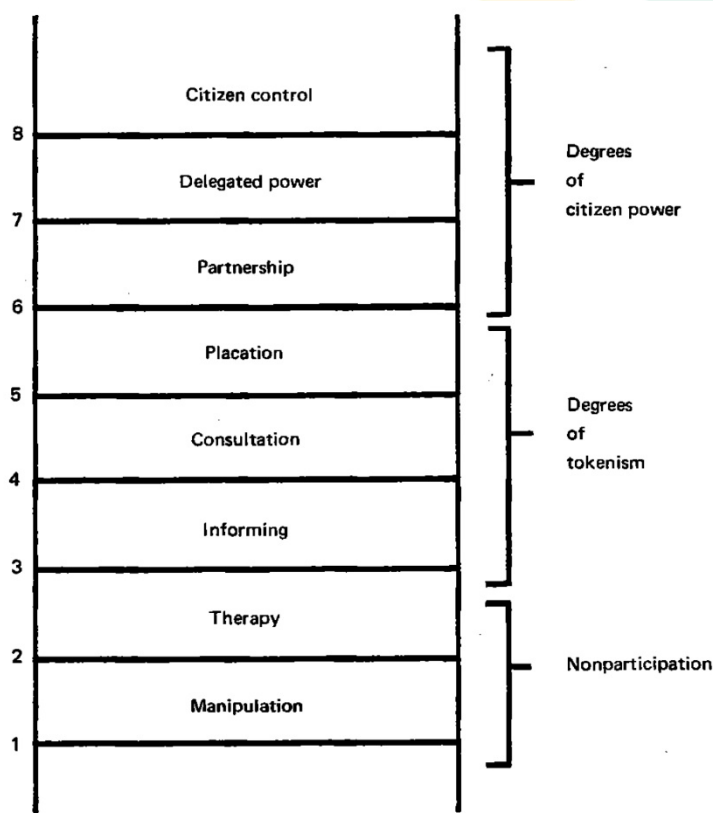 Citizen control
8
Delegated power
7
Partnership
6
Placation
5
Consultation
4
Informing
3
Therapy
2
Manipulation
1
Degrees
of
citizen power
Degrees
of
tokenism
Nonparticipation